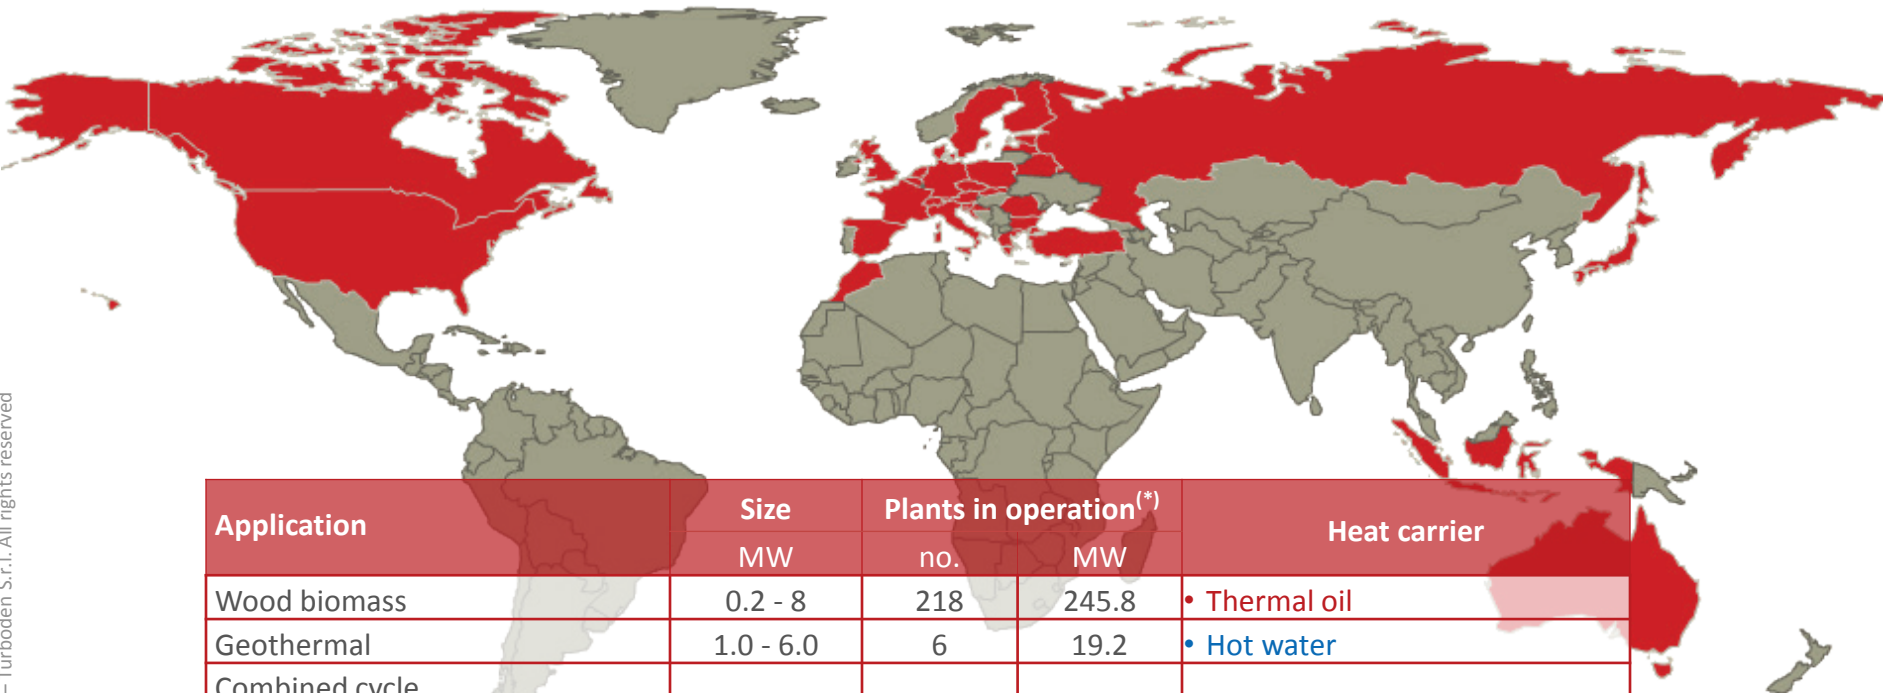 – Turboden S.r.l. All rights reserved
Application Size Plants in operation(*) Heat carrier
MW no. MW
Wood biomass 0.2 - 8 218 245.8 • Thermal oil
Geothermal 1.0 - 6.0 6 19.2 • Hot water
Combined cycle